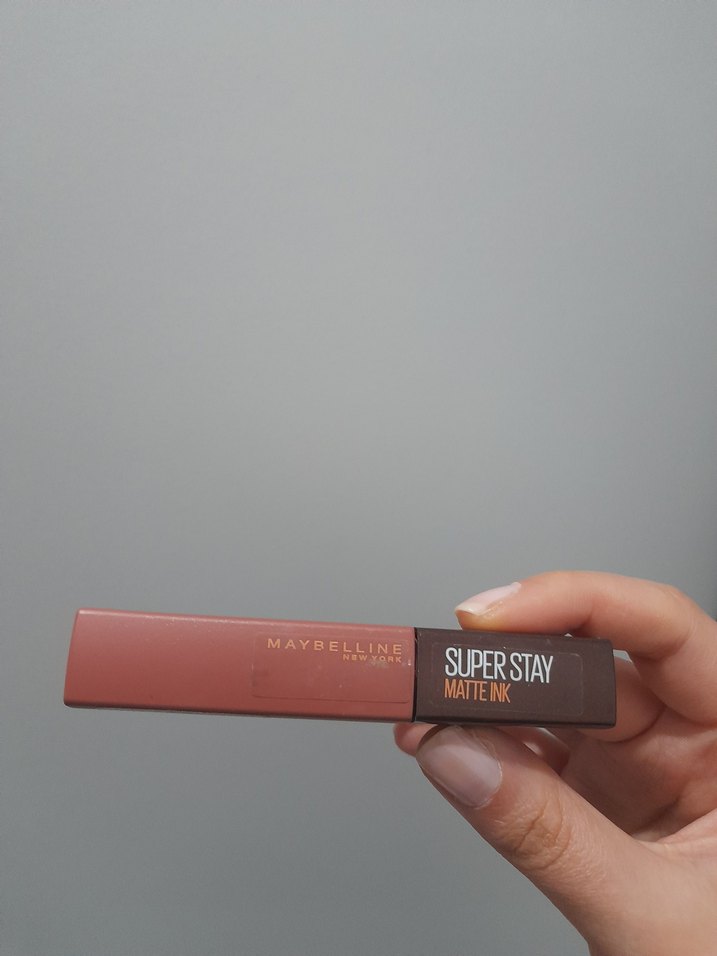 MAYBELLINE
NEW YORK
SUPER STAY
MATTE INK